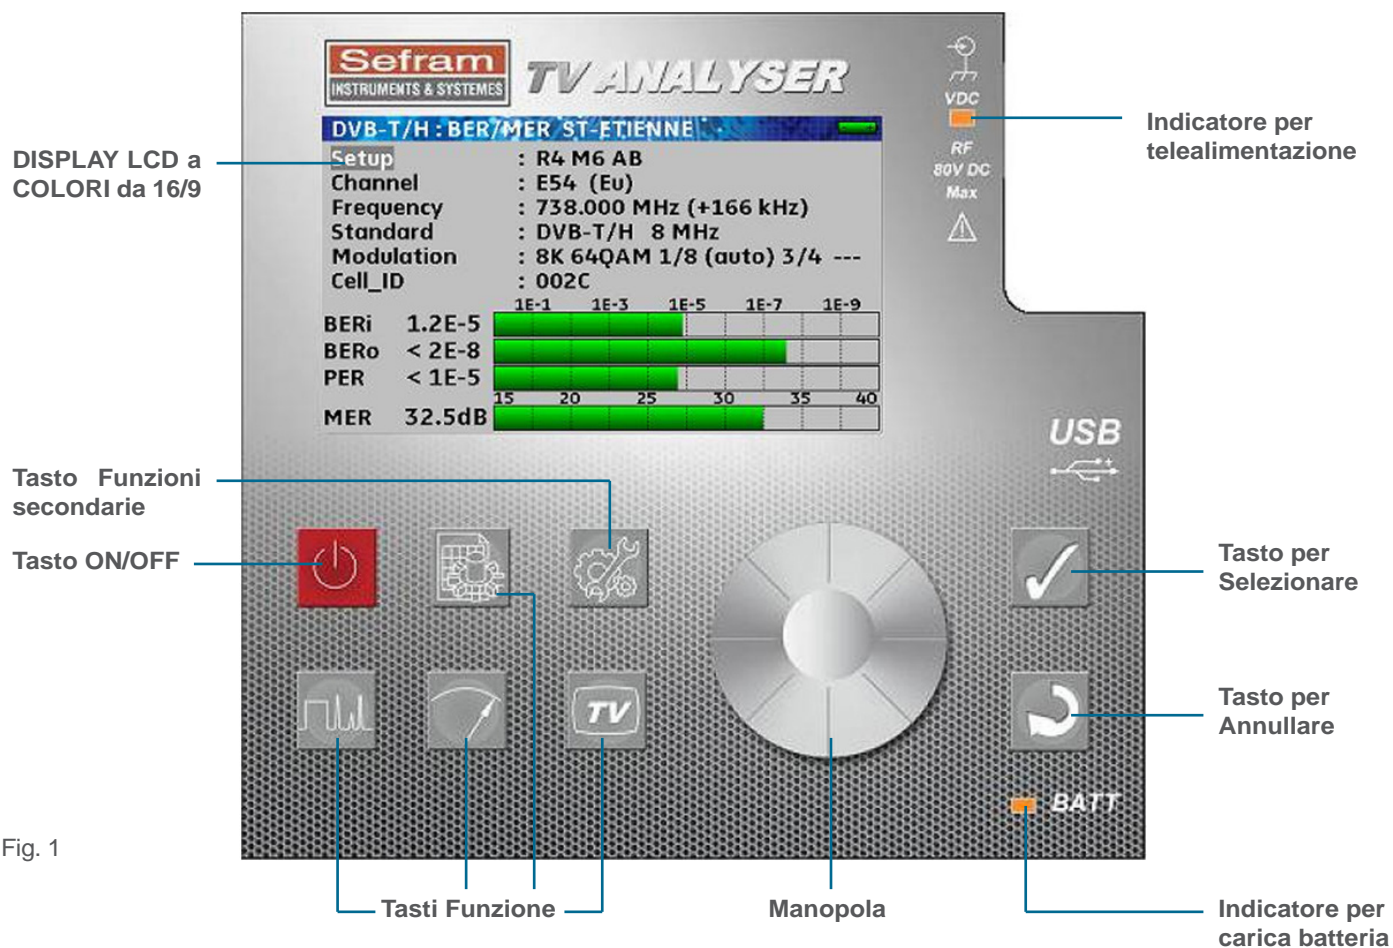 Sefram
INSTRUMENTS & SYSTEMES
TV ANALYSER
VDC
RF
80V DC
Max
Indicatore per
telealimentazione
DISPLAY LCD a
COLORI da 16/9
DVB-T/H : BER/MER ST-ETIENNE
Setup : R4 M6 AB
Channel : E54 (Eu)
Frequency : 738.000 MHz (+166 kHz)
Standard : DVB-T/H 8 MHz
Modulation : 8K 64QAM 1/8 (auto) 3/4 ---
Cell_ID : 002C
1E-1 1E-3 1E-5 1E-7 1E-9
BERi 1.2E-5
BERo < 2E-8
PER < 1E-5
15 20 25 30 35 40
MER 32.5dB
USB
Tasto Funzioni
secondarie
Tasto ON/OFF
Tasto per
Selezionare
TV
Tasto per
Annullare
BATT
Fig. 1
Tasti Funzione
Manopola
Indicatore per
carica batteria